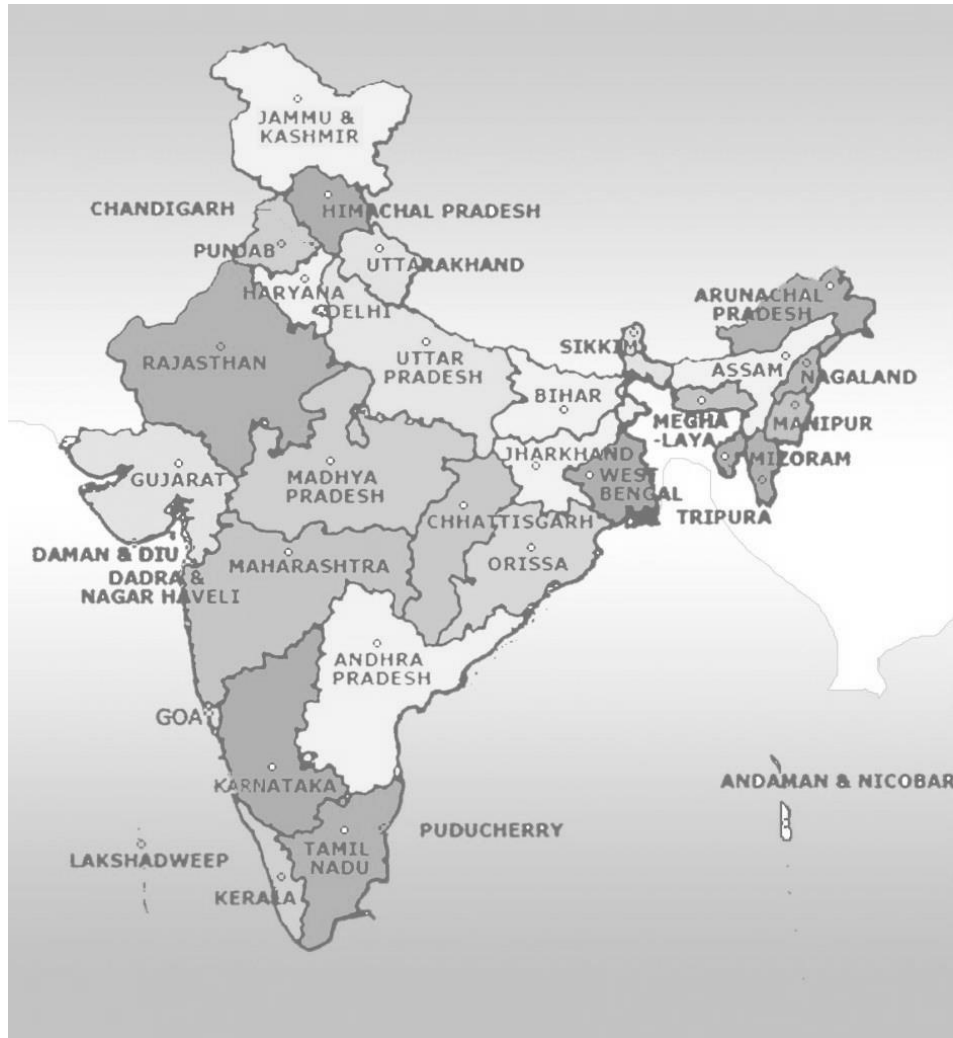 JAMMU &
KASHMIR
CHANDIGARH
HIMACHAL PRADESH
PUNJAB
UTTARAKHAND
HARYANA
DELHI
ARUNACHAL
PRADESH
RAJASTHAN
UTTAR
PRADESH
SIKKIM
ASSAM
NAGALAND
BIHAR
MEGHA
-LAYA
MANIPUR
GUJARAT
MADHYA
PRADESH
JHARKHAND
WEST
BENGAL
MIZORAM
CHHATTISGARH
TRIPURA
DAMAN & DIU
DADRA &
NAGAR HAVELI
MAHARASHTRA
ORISSA
ANDHRA
PRADESH
GOA
KARNATAKA
ANDAMAN & NICOBAR
TAMIL
NADU
PUDUCHERRY
LAKSHADWEEP
KERALA